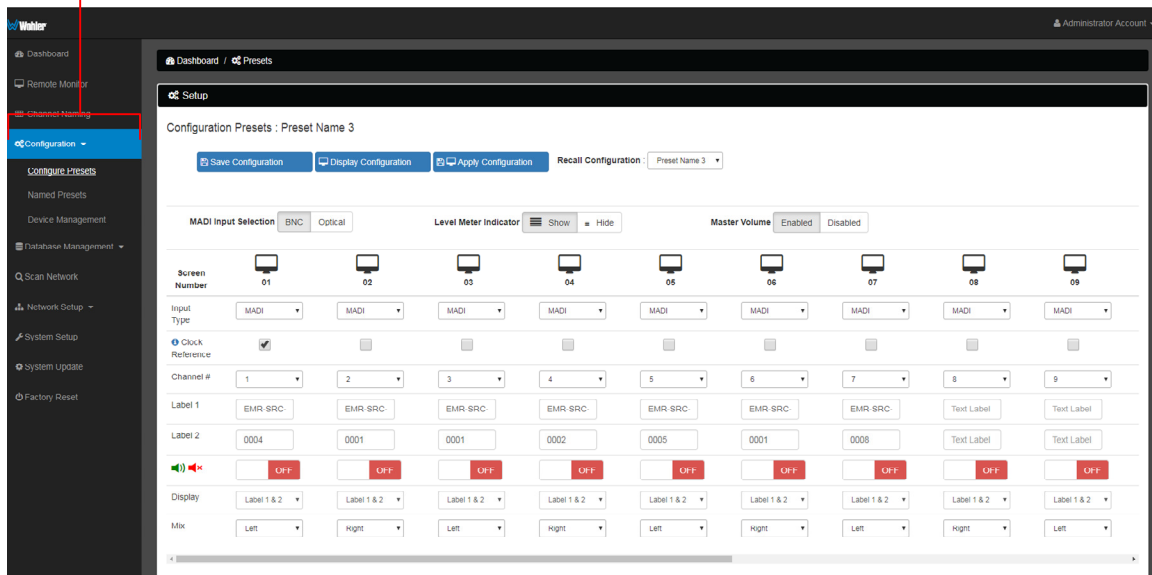 Wohler
Administrator Account
Dashboard
Remote Monitor
Channel Naming
Configuration
Configure Presets
Named Presets
Device Management
Database Management
Scan Network
Network Setup
System Setup
System Update
Factory Reset
Dashboard / Presets
Setup
Configuration Presets : Preset Name 3
Save Configuration Display Configuration Apply Configuration Recall Configuration : Preset Name 3
MADI Input Selection BNC Optical Level Meter Indicator Show Hide Master Volume Enabled Disabled
Screen Number 01 02 03 04 05 06 07 08 09
Input Type MADI MADI MADI MADI MADI MADI MADI MADI MADI
Clock Reference
Channel # 1 2 3 4 5 6 7 8 9
Label 1 EMR-SRC- EMR-SRC- EMR-SRC- EMR-SRC- EMR-SRC- EMR-SRC- EMR-SRC- Text Label Text Label
Label 2 0004 0001 0001 0002 0005 0001 0008 Text Label Text Label
OFF OFF OFF OFF OFF OFF OFF OFF OFF
Display Label 1 & 2 Label 1 & 2 Label 1 & 2 Label 1 & 2 Label 1 & 2 Label 1 & 2 Label 1 & 2 Label 1 & 2 Label 1 & 2
Mix Left Right Left Right Left Right Left Right Left